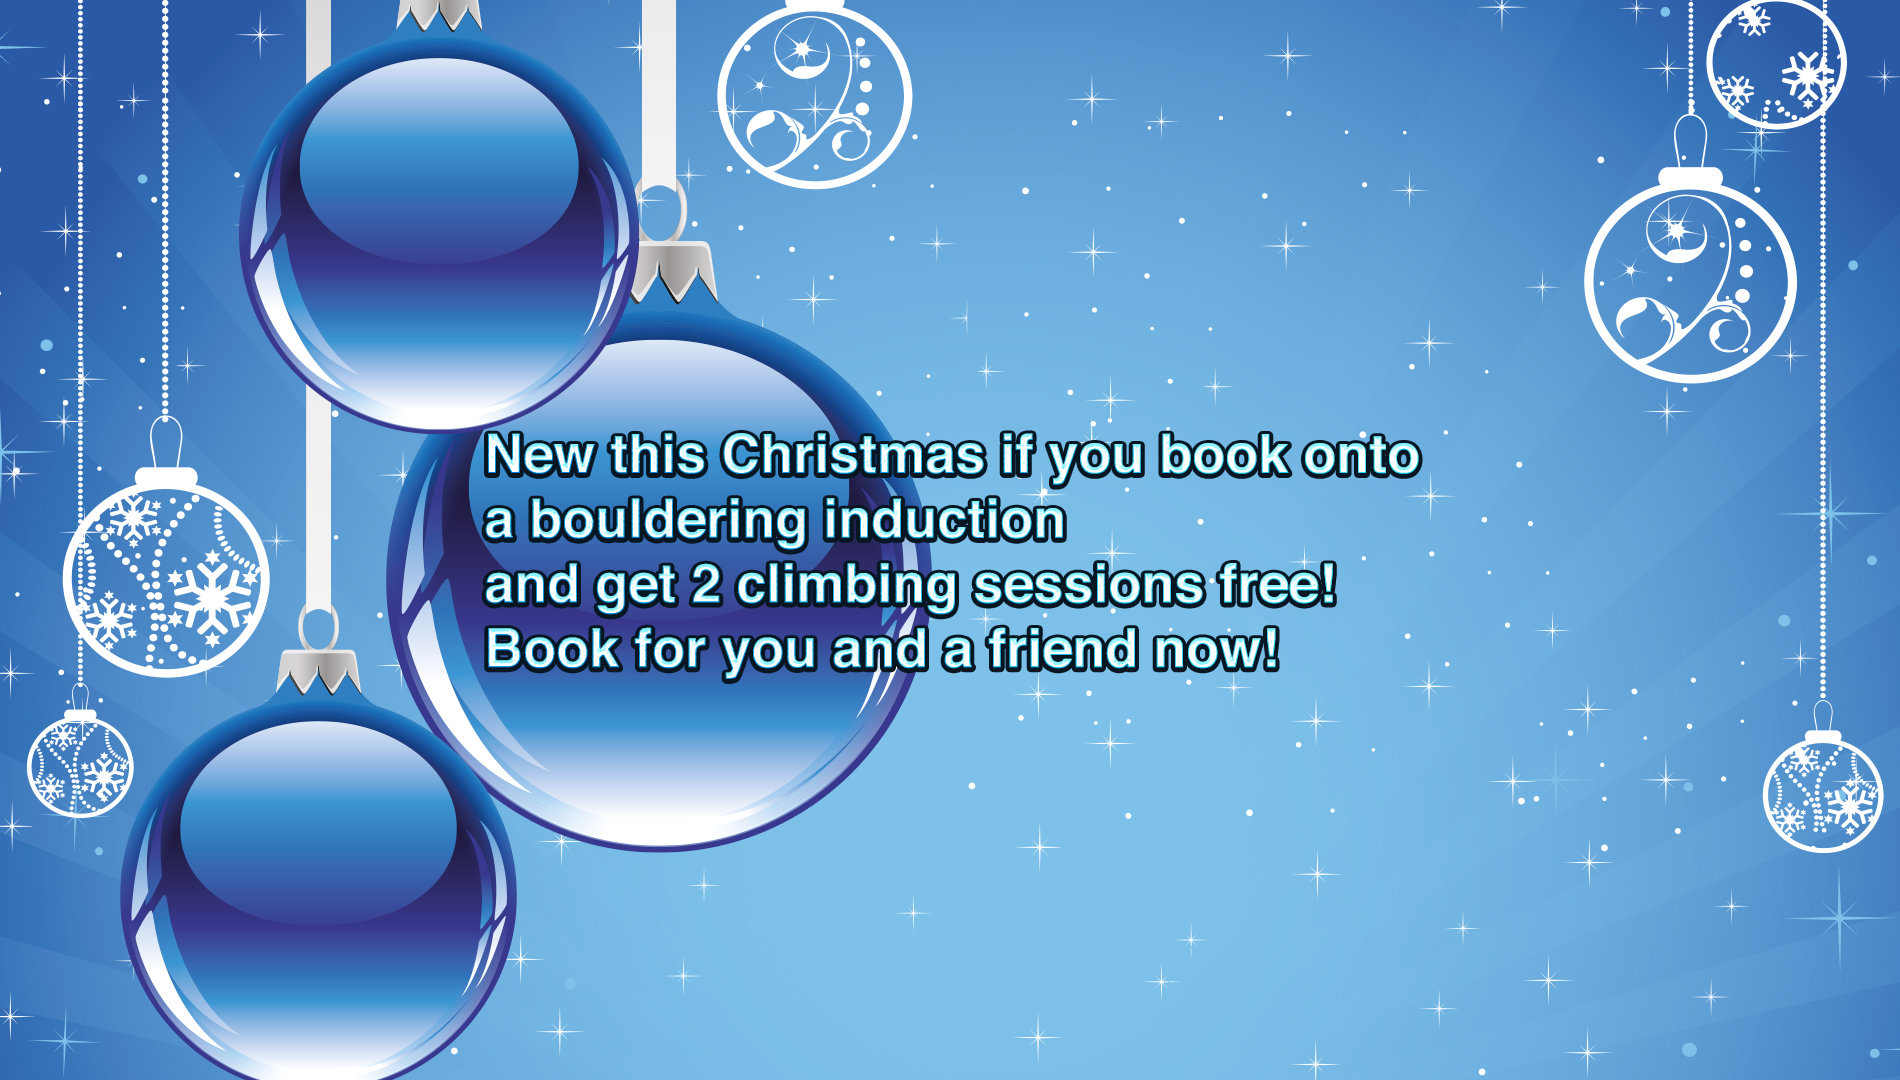 New this Christmas if you book onto
a bouldering induction
and get 2 climbing sessions free!
Book for you and a friend now!